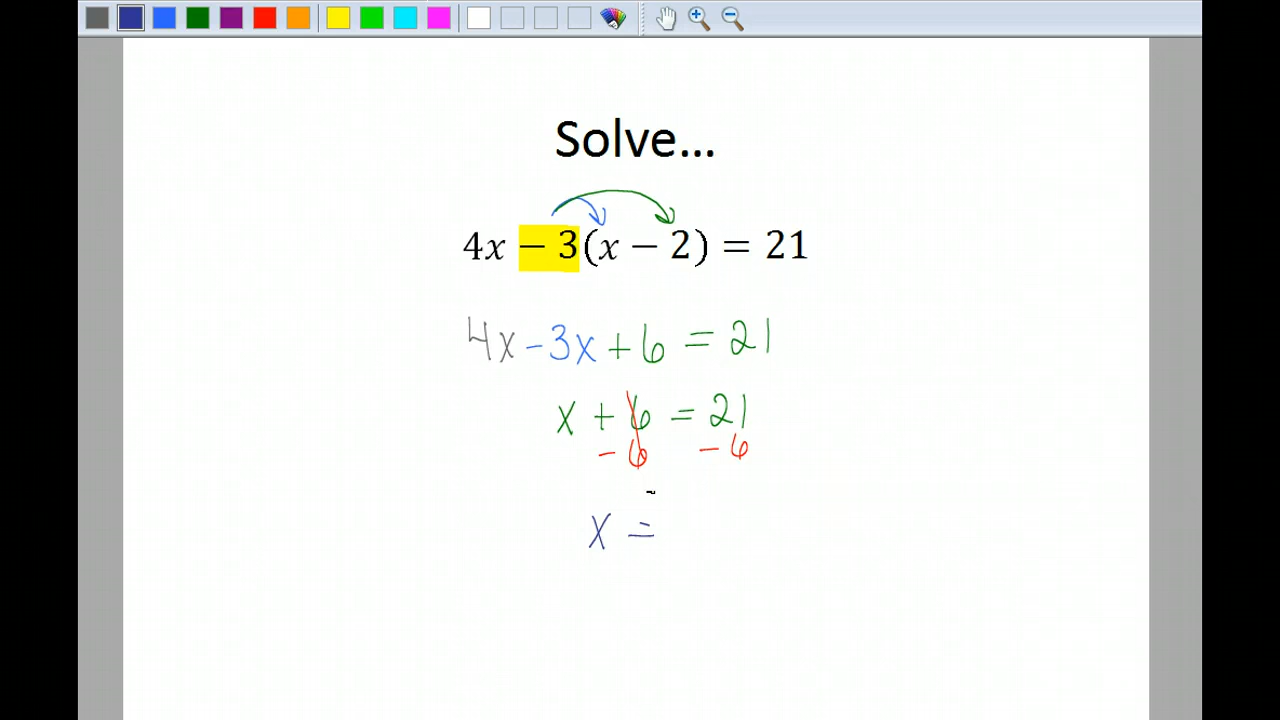 Solve...
4x − 3(x − 2) = 21
4x -3x + 6 = 21
x + 6 = 21
- 6 - 6
x =